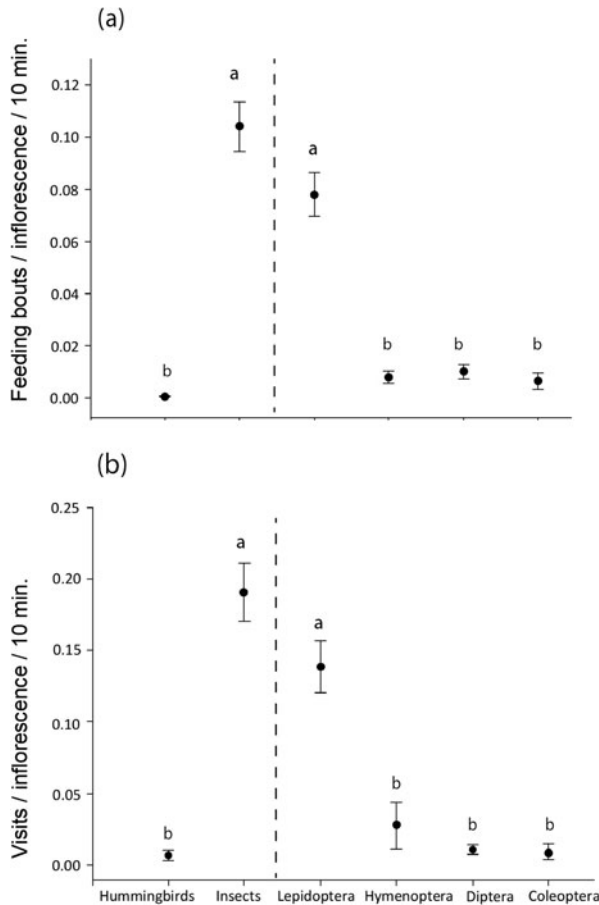 (a)
Feeding bouts / inflorescence / 10 min.
0.12
0.10
0.08
0.06
0.04
0.02
0.00
a
a
b
b
b
b
(b)
Visits / inflorescence / 10 min.
0.25
0.20
0.15
0.10
0.05
0.00
a
a
b
b
b
b
Hummingbirds Insects Lepidoptera Hymenoptera Diptera Coleoptera